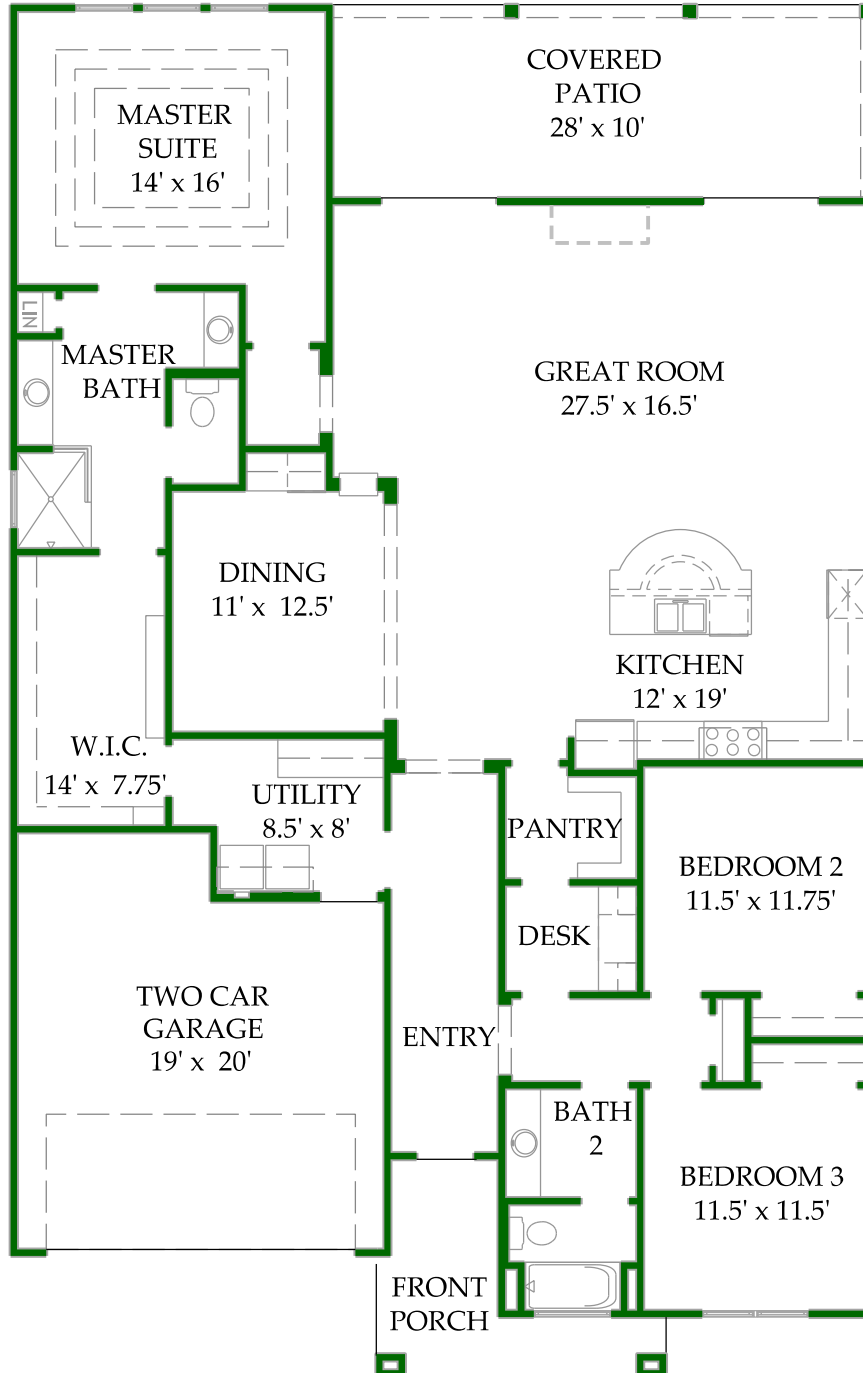 COVERED
PATIO
28' x 10'
MASTER
SUITE
14' x 16'
LIN
MASTER
BATH
GREAT ROOM
27.5' x 16.5'
DINING
11' x 12.5'
KITCHEN
12' x 19'
W.I.C.
14' x 7.75'
UTILITY
8.5' x 8'
PANTRY
BEDROOM 2
11.5' x 11.75'
DESK
TWO CAR
GARAGE
19' x 20'
ENTRY
BATH
2
BEDROOM 3
11.5' x 11.5'
FRONT
PORCH